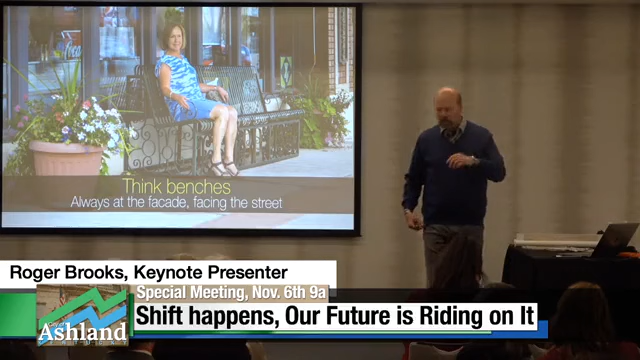 Think benches
Always at the facade, facing the street
Roger Brooks, Keynote Presenter
Special Meeting, Nov. 6th 9a
Shift happens, Our Future is Riding on It
Ashland